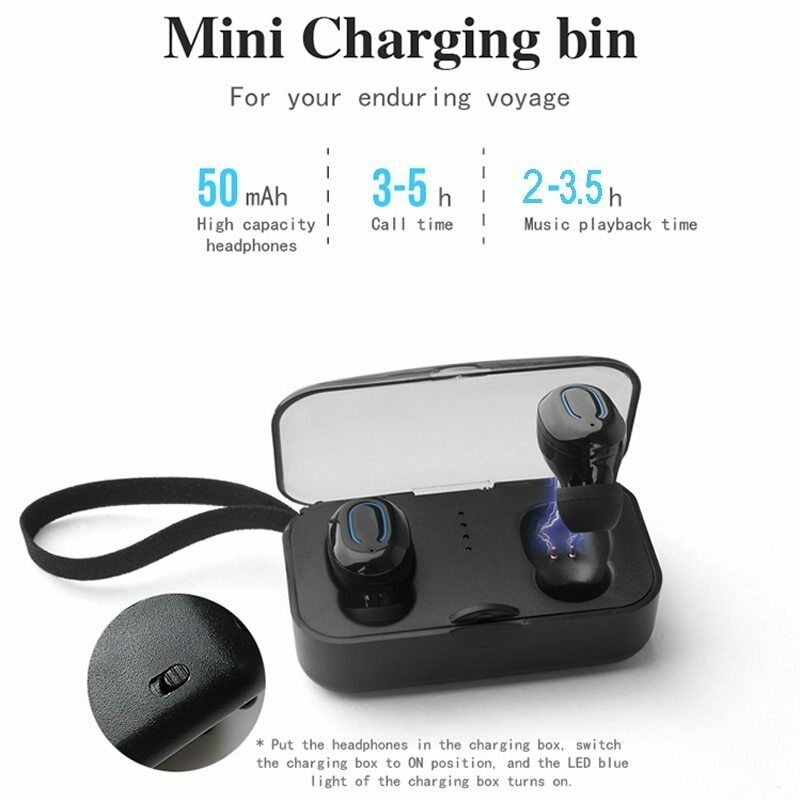 Mini Charging bin
For your enduring voyage
50 mAh
High capacity
headphones
3-5 h
Call time
2-3.5 h
Music playback time
* Put the headphones in the charging box, switch
the charging box to ON position, and the LED blue
light of the charging box turns on.